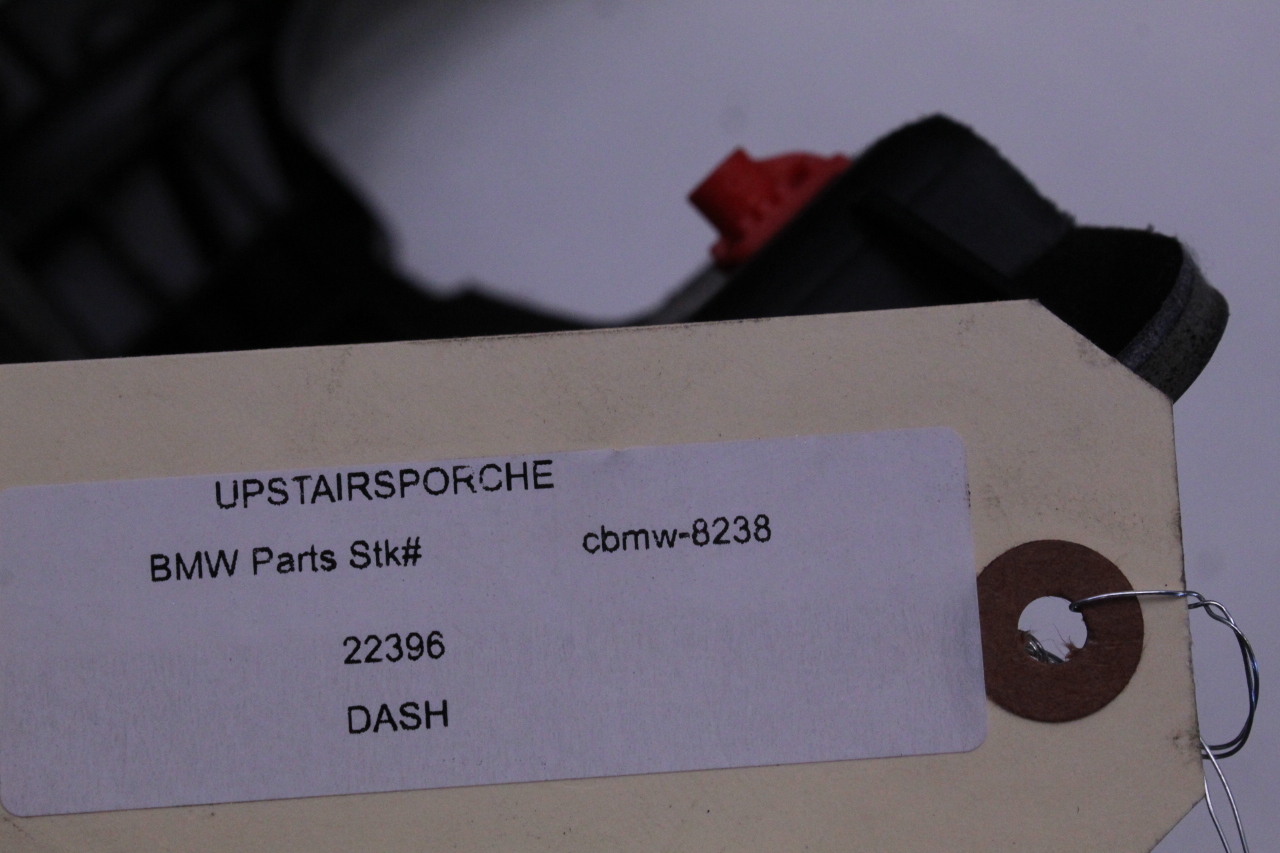 UPSTAIRSPORCHE
BMW Parts Stk# cbmw-8238
22396
DASH